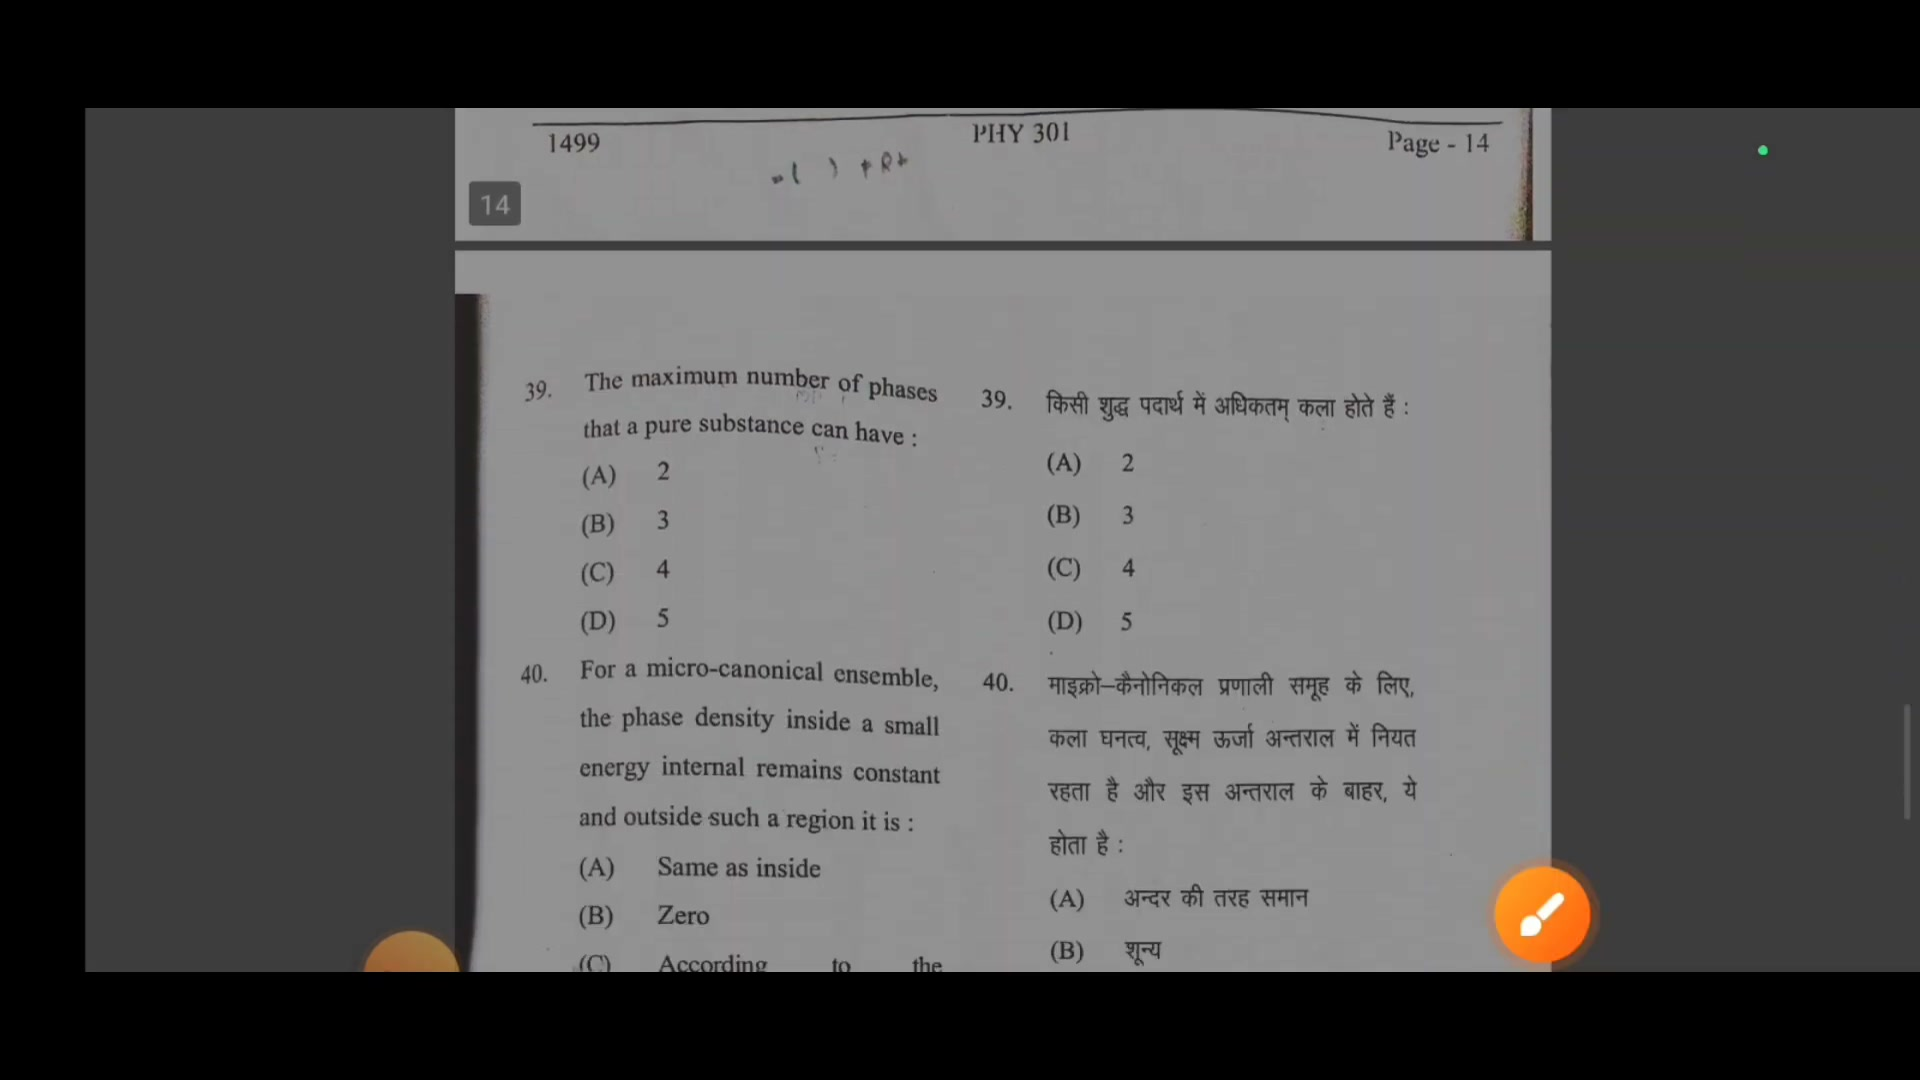 1499 PHY 301 Page - 14
14
39. The maximum number of phases
that a pure substance can have :
(A) 2
(B) 3
(C) 4
(D) 5
40. For a micro-canonical ensemble,
the phase density inside a small
energy internal remains constant
and outside such a region it is :
(A) Same as inside
(B) Zero
(C) According to the
39. किसी शुद्ध पदार्थ में अधिकतम् कला होते हैं :
(A) 2
(B) 3
(C) 4
(D) 5
40. माइक्रो–कैनोनिकल प्रणाली समूह के लिए,
कला घनत्व, सूक्ष्म ऊर्जा अन्तराल में नियत
रहता है और इस अन्तराल के बाहर, ये
होता है :
(A) अन्दर की तरह समान
(B) शून्य